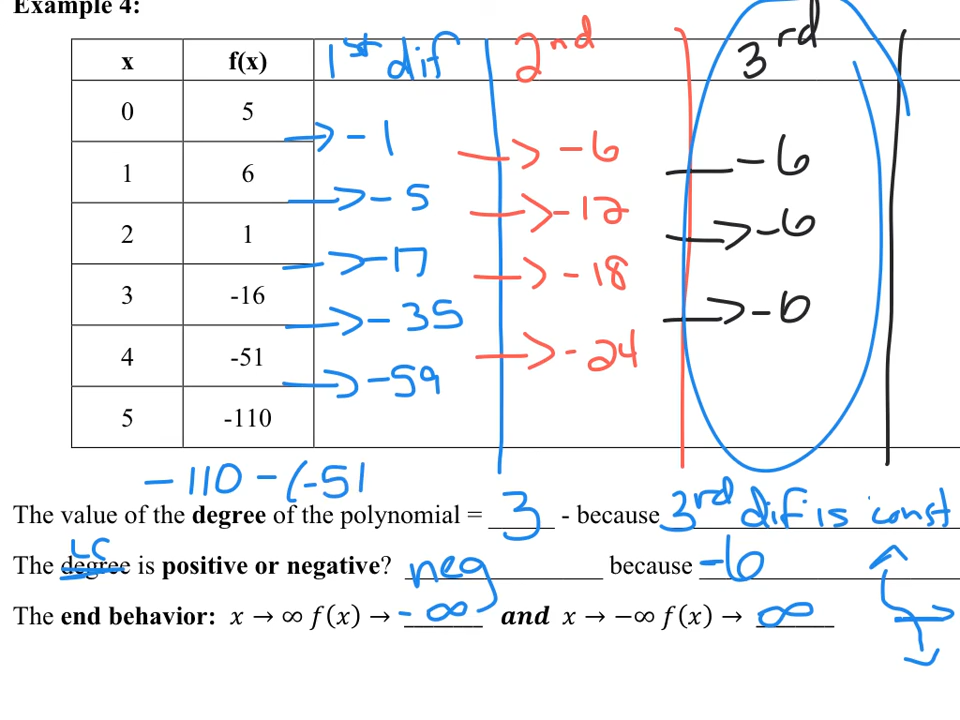 Example 4:
x f(x) 1st dif 2nd 3rd
0 5
-1 -6 -6
1 6
-5 -12 -6
2 1
-17 -18 -6
3 -16
-35 -24
4 -51
-59
5 -110
-110-(-51
The value of the degree of the polynomial = 3 - because 3rd dif is const
LC
The degree is positive or negative? neg because -6
The end behavior: x → ∞ f(x) → -∞ and x → -∞ f(x) → ∞